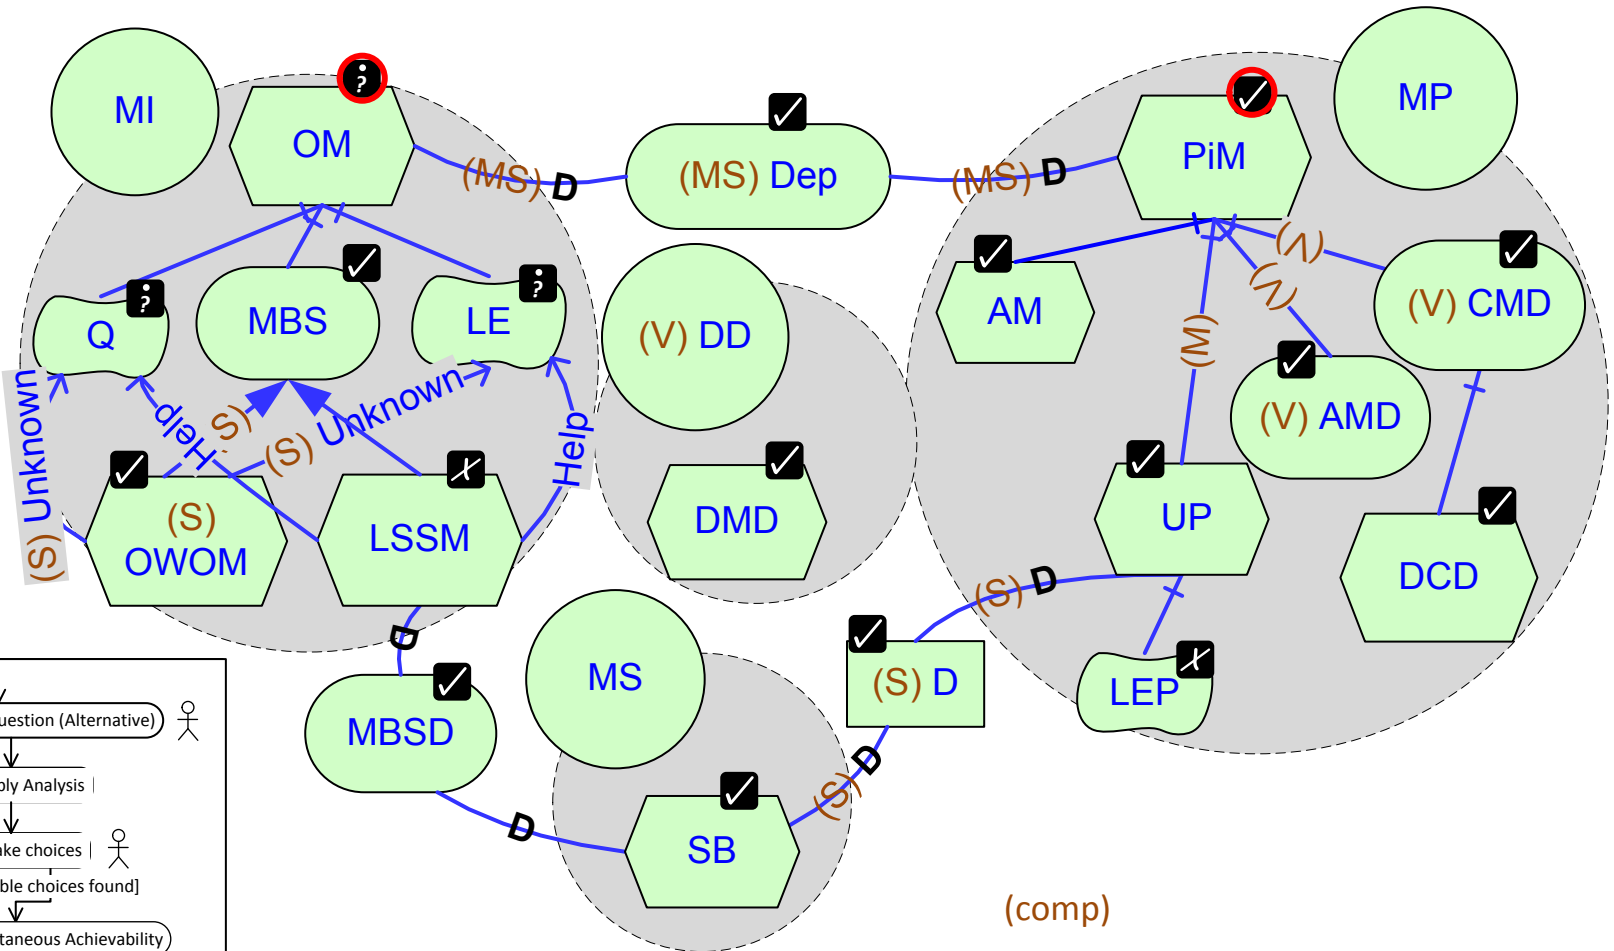 MI
OM
?
(MS) D
(MS) Dep
(MS) D
PiM
MP
Q
?
MBS
LE
?
(V) DD
AM
(V)
(V)
(M)
(V) CMD
(V) AMD
(S) Unknown
Help
S)
(S) Unknown
Help
(S)
OWOM
LSSM
DMD
UP
DCD
D
MBSD
MS
(S) D
(S) D
LEP
D
(S) D
SB
uestion (Alternative)
ply Analysis
ake choices
ble choices found]
taneous Achievability
(comp)